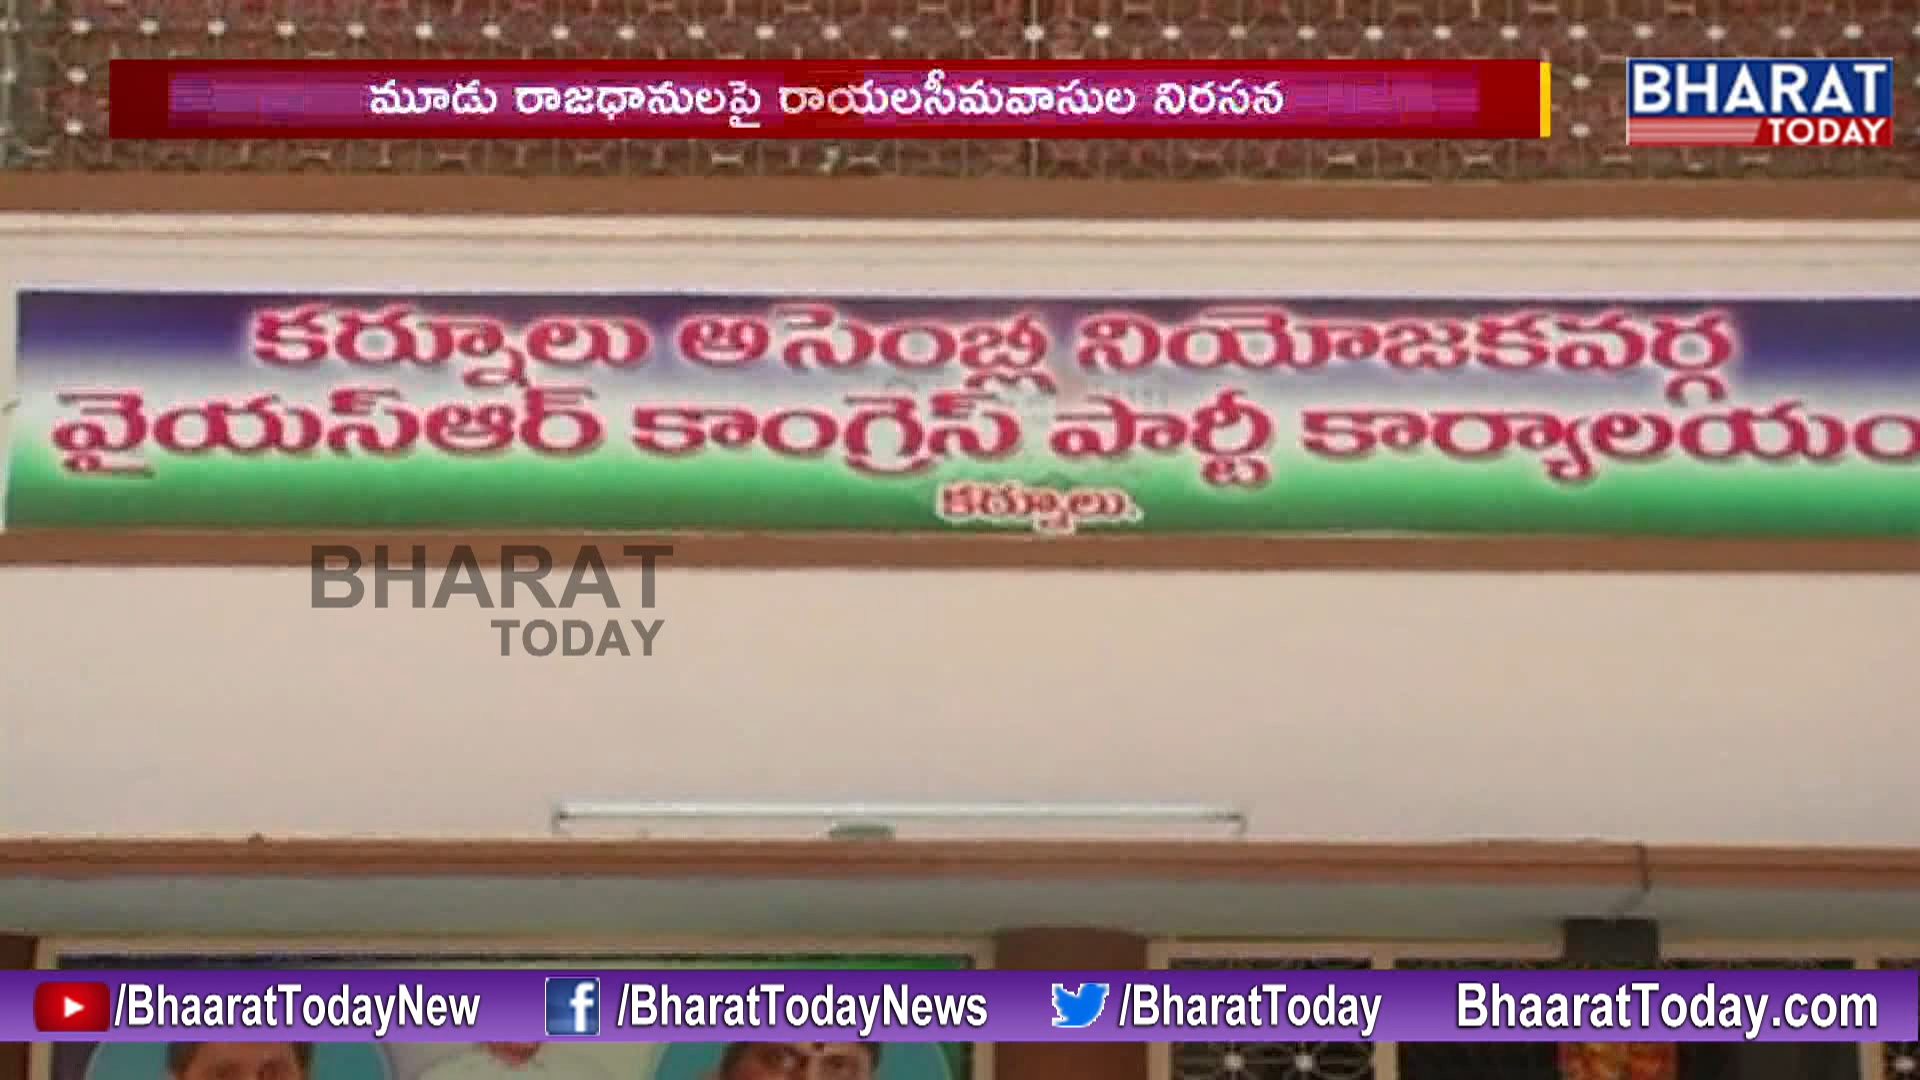 మూడు రాజధానులపై రాయలసీమవాసుల నిరసన
BHARAT
TODAY
కర్నూలు అసెంబ్లీ నియోజకవర్గ
వైయస్ఆర్ కాంగ్రెస్ పార్టీ కార్యాలయం
కర్నూలు.
BHARAT
TODAY
/BhaaratTodayNew
/BharatTodayNews
/BharatToday
BhaaratToday.com